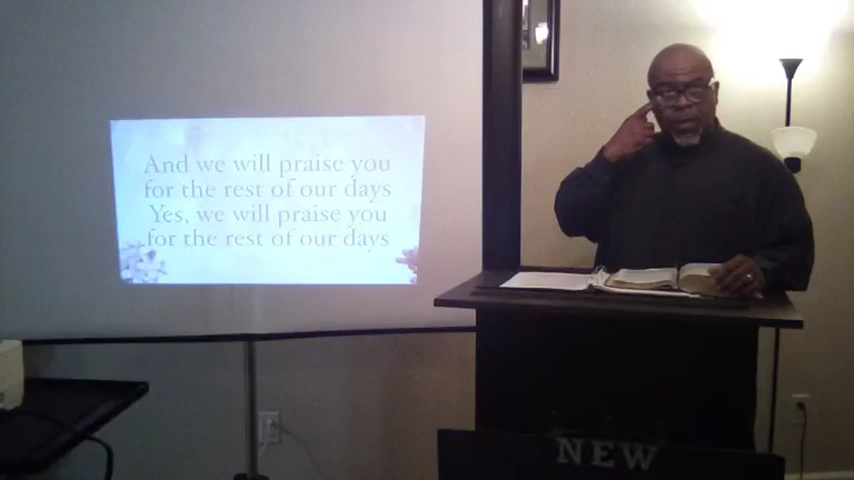 And we will praise you
for the rest of our days
Yes, we will praise you
for the rest of our days
NEW